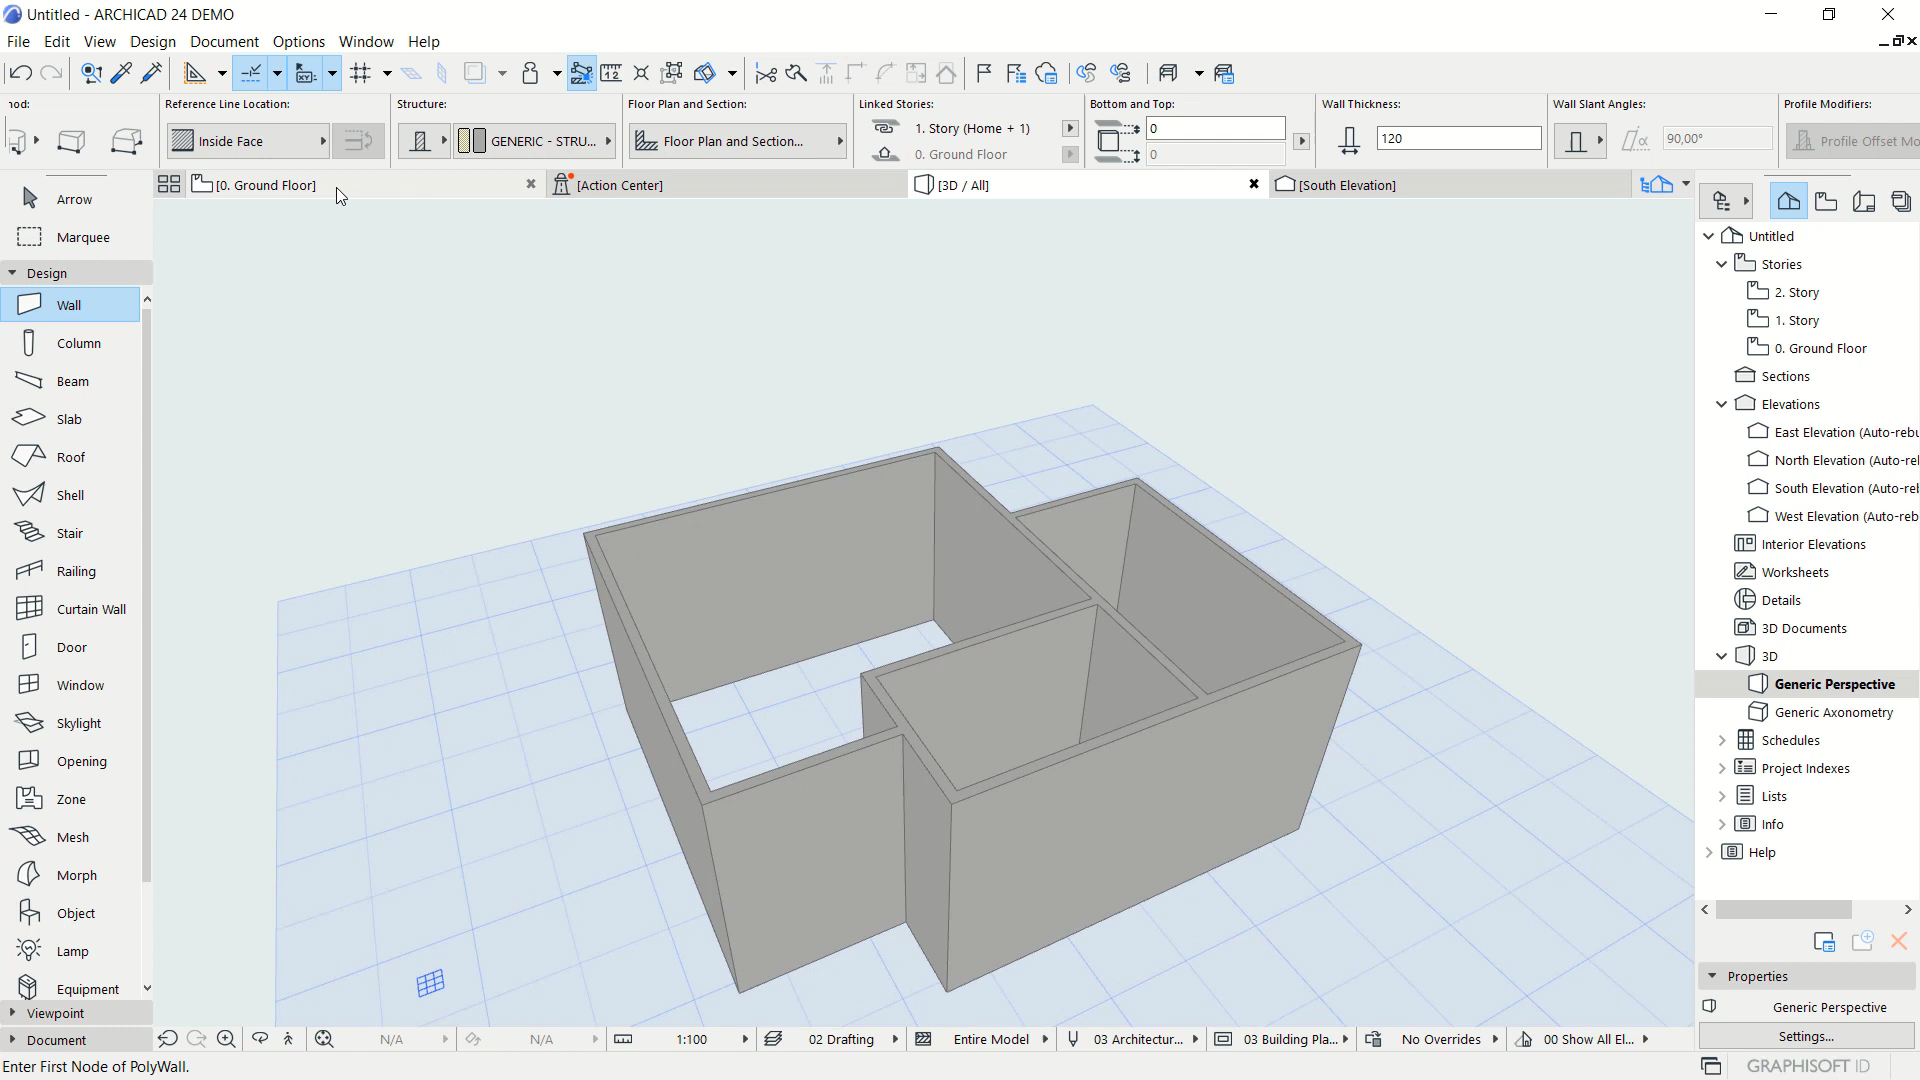 Untitled - ARCHICAD 24 DEMO
File Edit View Design Document Options Window Help
Reference Line Location: Structure: Floor Plan and Section: Linked Stories: Bottom and Top: Wall Thickness: Wall Slant Angles: Profile Modifiers:
Inside Face GENERIC - STRU... Floor Plan and Section... 1. Story (Home + 1) 0 120 90,00° Profile Offset Mo
0. Ground Floor 0
[0. Ground Floor] [Action Center] [3D / All] [South Elevation]
Arrow
Marquee
Design
Wall
Column
Beam
Slab
Roof
Shell
Stair
Railing
Curtain Wall
Door
Window
Skylight
Opening
Zone
Mesh
Morph
Object
Lamp
Equipment
Viewpoint
Document
Untitled
Stories
2. Story
1. Story
0. Ground Floor
Sections
Elevations
East Elevation (Auto-rebu
North Elevation (Auto-rel
South Elevation (Auto-rel
West Elevation (Auto-reb
Interior Elevations
Worksheets
Details
3D Documents
3D
Generic Perspective
Generic Axonometry
Schedules
Project Indexes
Lists
Info
Help
Properties
Generic Perspective
Settings...
N/A N/A 1:100 02 Drafting Entire Model 03 Architectur... 03 Building Pla... No Overrides 00 Show All El...
Enter First Node of PolyWall.
GRAPHISOFT ID